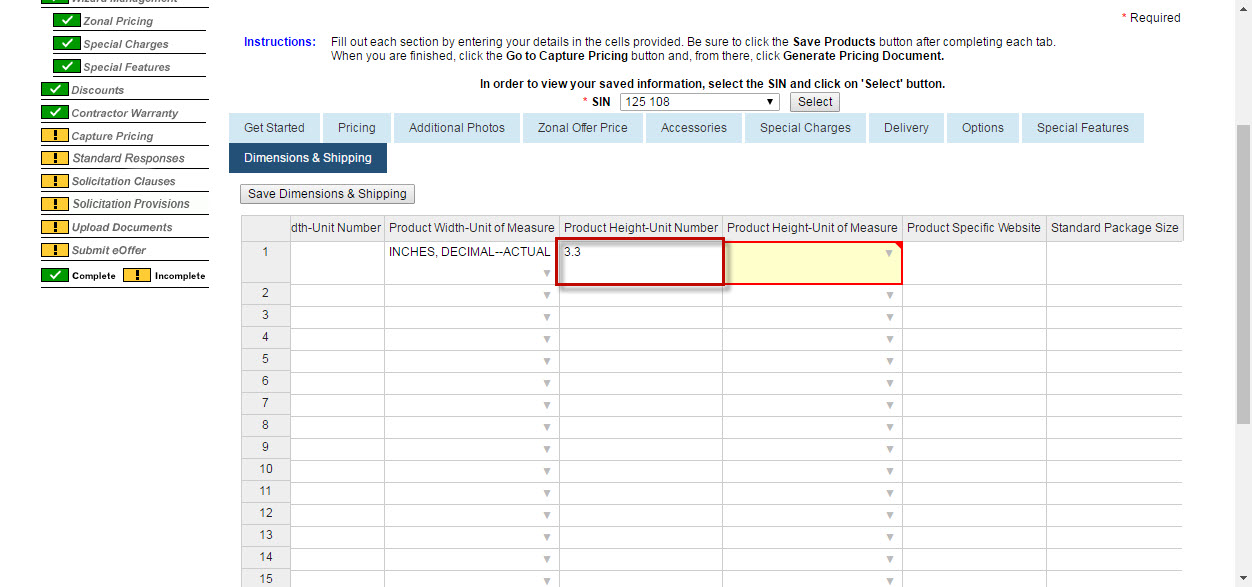 Wizard Management
Zonal Pricing
Special Charges
Special Features
Discounts
Contractor Warranty
Capture Pricing
Standard Responses
Solicitation Clauses
Solicitation Provisions
Upload Documents
Submit eOffer
Complete Incomplete
* Required
Instructions: Fill out each section by entering your details in the cells provided. Be sure to click the Save Products button after completing each tab.
When you are finished, click the Go to Capture Pricing button and, from there, click Generate Pricing Document.
In order to view your saved information, select the SIN and click on 'Select' button.
* SIN 125 108 Select
Get Started Pricing Additional Photos Zonal Offer Price Accessories Special Charges Delivery Options Special Features
Dimensions & Shipping
Save Dimensions & Shipping
dth-Unit Number Product Width-Unit of Measure Product Height-Unit Number Product Height-Unit of Measure Product Specific Website Standard Package Size
1 INCHES, DECIMAL--ACTUAL 3.3
2
3
4
5
6
7
8
9
10
11
12
13
14
15